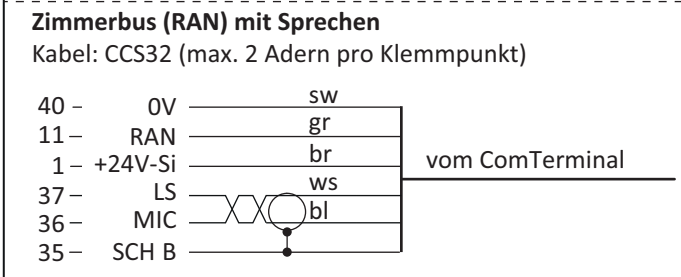 Zimmerbus (RAN) mit Sprechen
Kabel: CCS32 (max. 2 Adern pro Klemmpunkt)
40 – 0V sw
11 – RAN gr
1 – +24V-Si br vom ComTerminal
37 – LS ws
36 – MIC bl
35 – SCH B